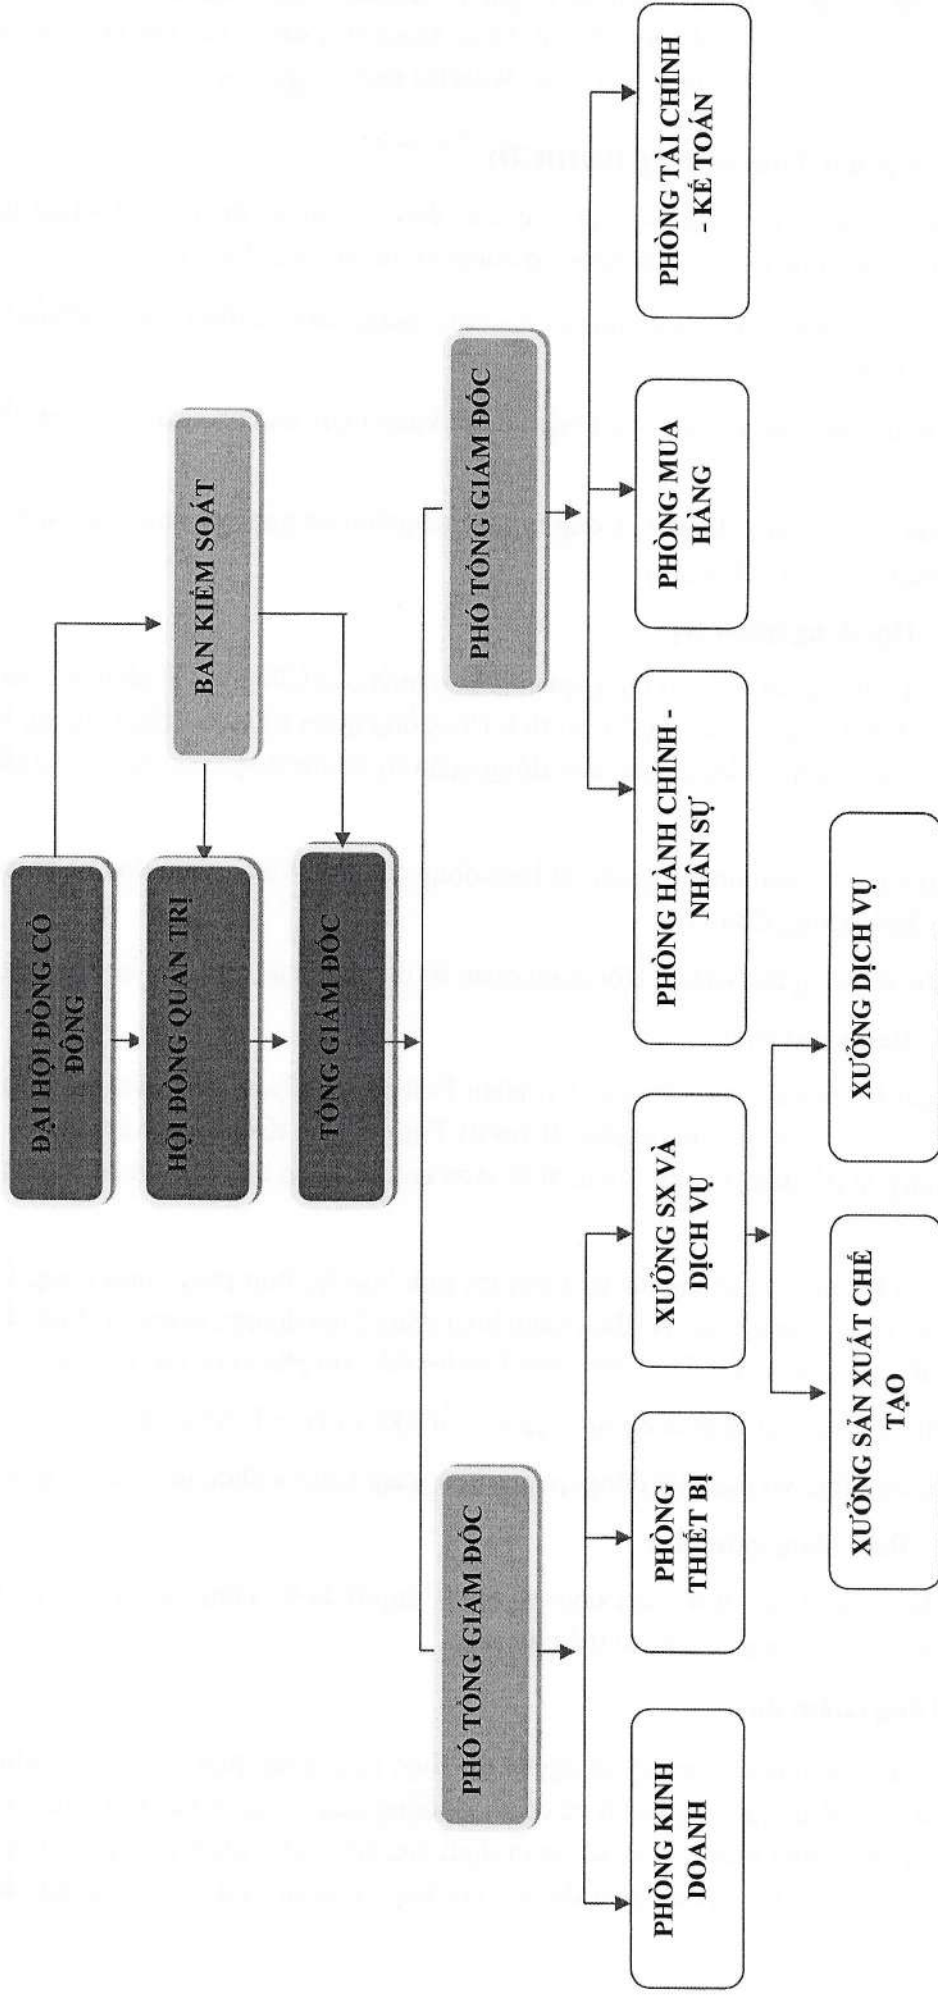 ĐẠI HỘI ĐỒNG CỔ
ĐÔNG
HỘI ĐỒNG QUẢN TRỊ
BAN KIỂM SOÁT
TỔNG GIÁM ĐỐC
PHÓ TỔNG GIÁM ĐỐC
PHÓ TỔNG GIÁM ĐỐC
PHÒNG KINH
DOANH
PHÒNG
THIẾT BỊ
XƯỞNG SX VÀ
DỊCH VỤ
PHÒNG HÀNH CHÍNH -
NHÂN SỰ
PHÒNG MUA
HÀNG
PHÒNG TÀI CHÍNH
- KẾ TOÁN
XƯỞNG SẢN XUẤT CHẾ
TẠO
XƯỞNG DỊCH VỤ